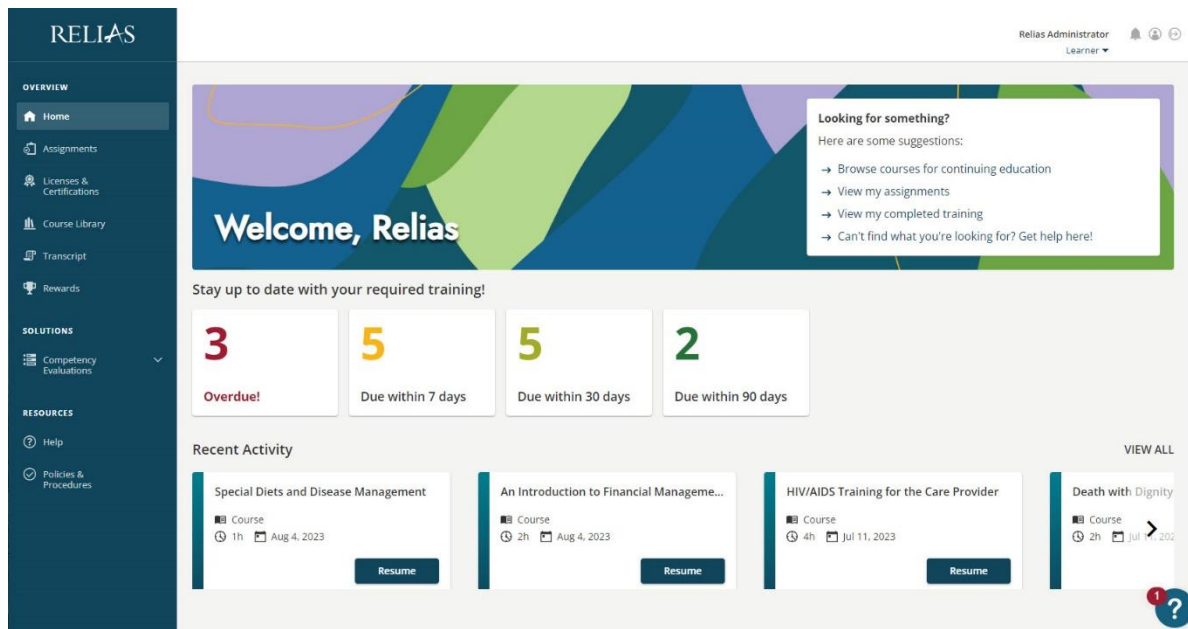 RELIAS
Relias Administrator
Learner
OVERVIEW
Home
Assignments
Licenses &
Certifications
Course Library
Transcript
Rewards
SOLUTIONS
Competency
Evaluations
RESOURCES
Help
Policies &
Procedures
Welcome, Relias
Looking for something?
Here are some suggestions:
→ Browse courses for continuing education
→ View my assignments
→ View my completed training
→ Can't find what you're looking for? Get help here!
Stay up to date with your required training!
3
Overdue!
5
Due within 7 days
5
Due within 30 days
2
Due within 90 days
Recent Activity
VIEW ALL
Special Diets and Disease Management
Course
1h Aug 4, 2023
Resume
An Introduction to Financial Manageme...
Course
2h Aug 4, 2023
Resume
HIV/AIDS Training for the Care Provider
Course
4h Jul 11, 2023
Resume
Death with Dignity
Course
2h Jul
1
?